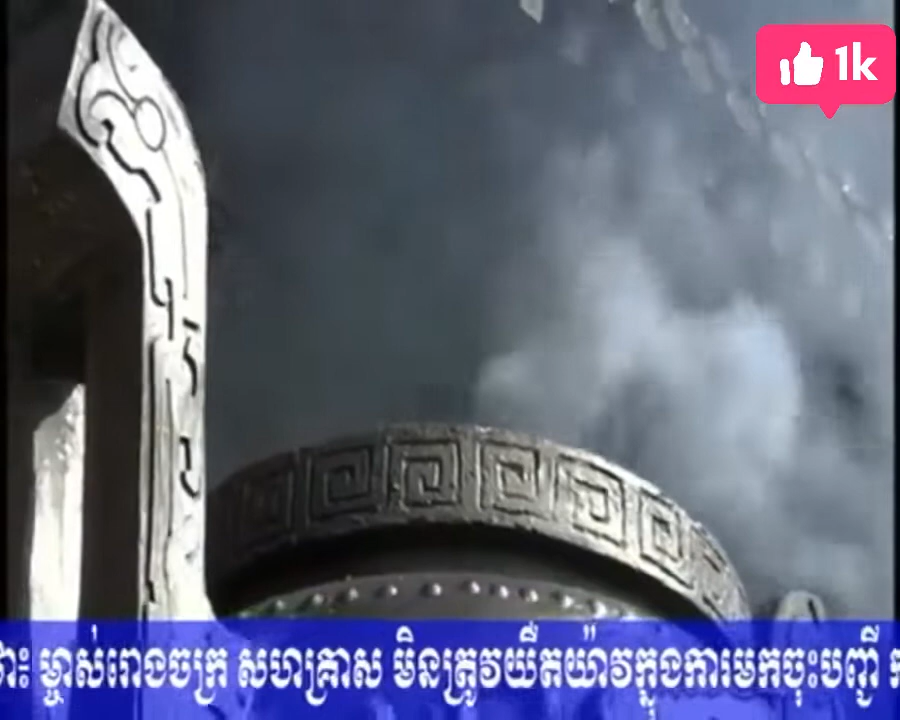 1k
ម្ចាស់រោងចក្រ សហគ្រាស មិនត្រូវយឺតយ៉ាវក្នុងការមកចុះបញ្ជី